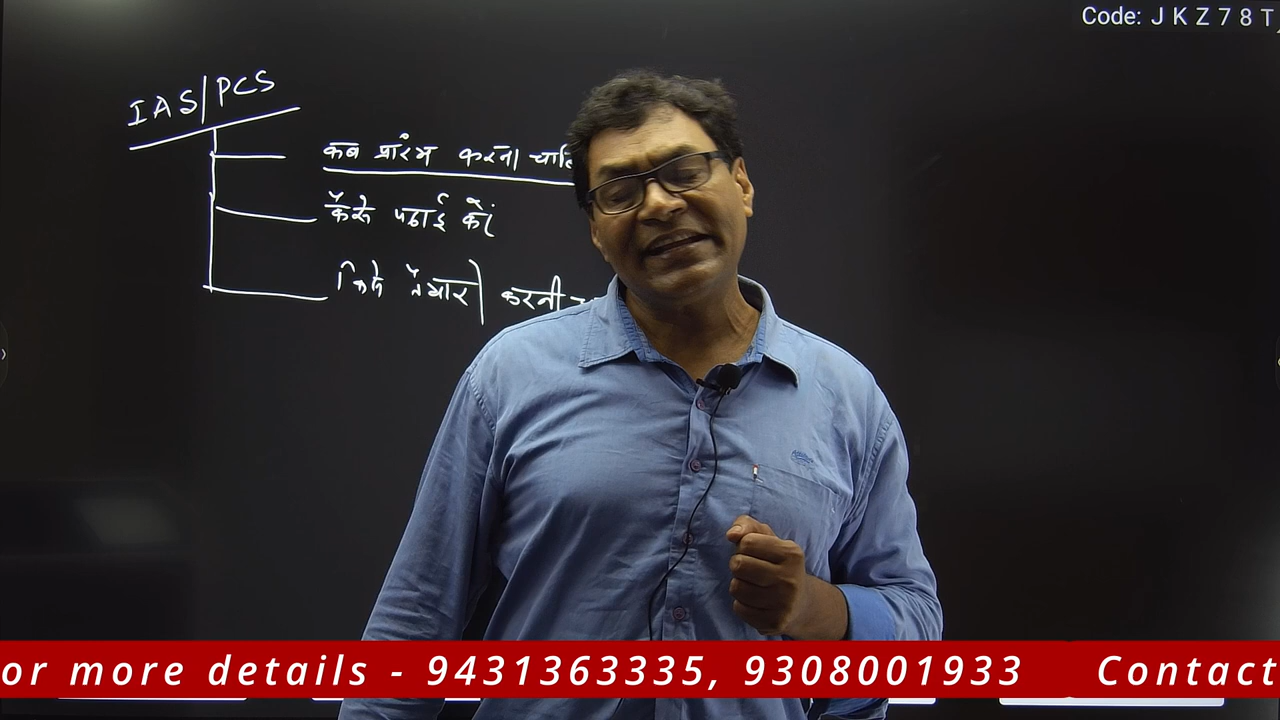 Code: J K Z 7 8 T
IAS/PCS
कब प्रारंभ करना
कैसे पढाई करें
किसे तैयारी करनी
or more details - 9431363335, 9308001933 Contact